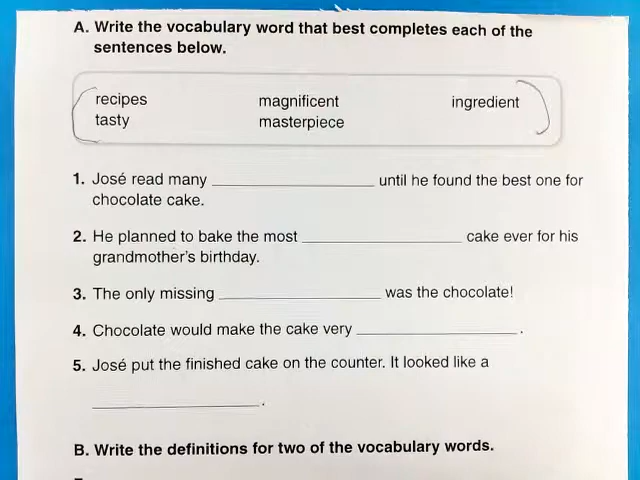 A. Write the vocabulary word that best completes each of the
sentences below.
recipes magnificent ingredient
tasty masterpiece
1. José read many ____________________ until he found the best one for
chocolate cake.
2. He planned to bake the most ____________________ cake ever for his
grandmother's birthday.
3. The only missing ____________________ was the chocolate!
4. Chocolate would make the cake very ____________________.
5. José put the finished cake on the counter. It looked like a
____________________.
B. Write the definitions for two of the vocabulary words.